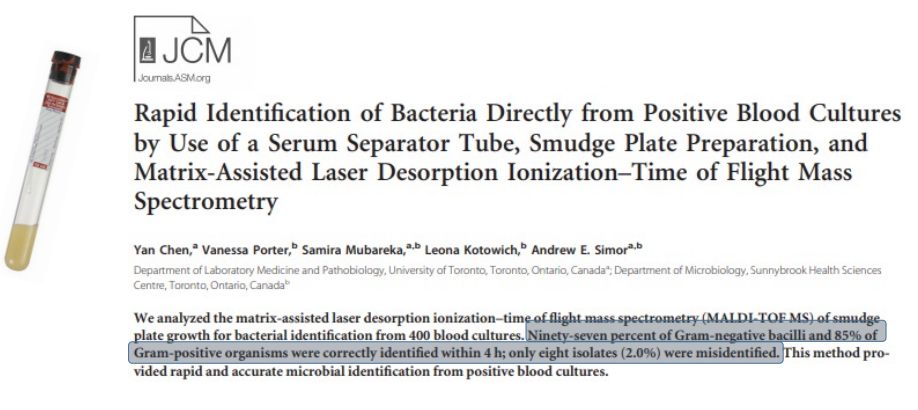 JCM
Journals.ASM.org
Rapid Identification of Bacteria Directly from Positive Blood Cultures
by Use of a Serum Separator Tube, Smudge Plate Preparation, and
Matrix-Assisted Laser Desorption Ionization–Time of Flight Mass
Spectrometry
Yan Chen,a Vanessa Porter,b Samira Mubareka,a,b Leona Kotowich,b Andrew E. Simora,b
Department of Laboratory Medicine and Pathobiology, University of Toronto, Toronto, Ontario, Canadaa; Department of Microbiology, Sunnybrook Health Sciences
Centre, Toronto, Ontario, Canadab
We analyzed the matrix-assisted laser desorption ionization–time of flight mass spectrometry (MALDI-TOF MS) of smudge
plate growth for bacterial identification from 400 blood cultures. Ninety-seven percent of Gram-negative bacilli and 85% of
Gram-positive organisms were correctly identified within 4 h; only eight isolates (2.0%) were misidentified. This method pro-
vided rapid and accurate microbial identification from positive blood cultures.